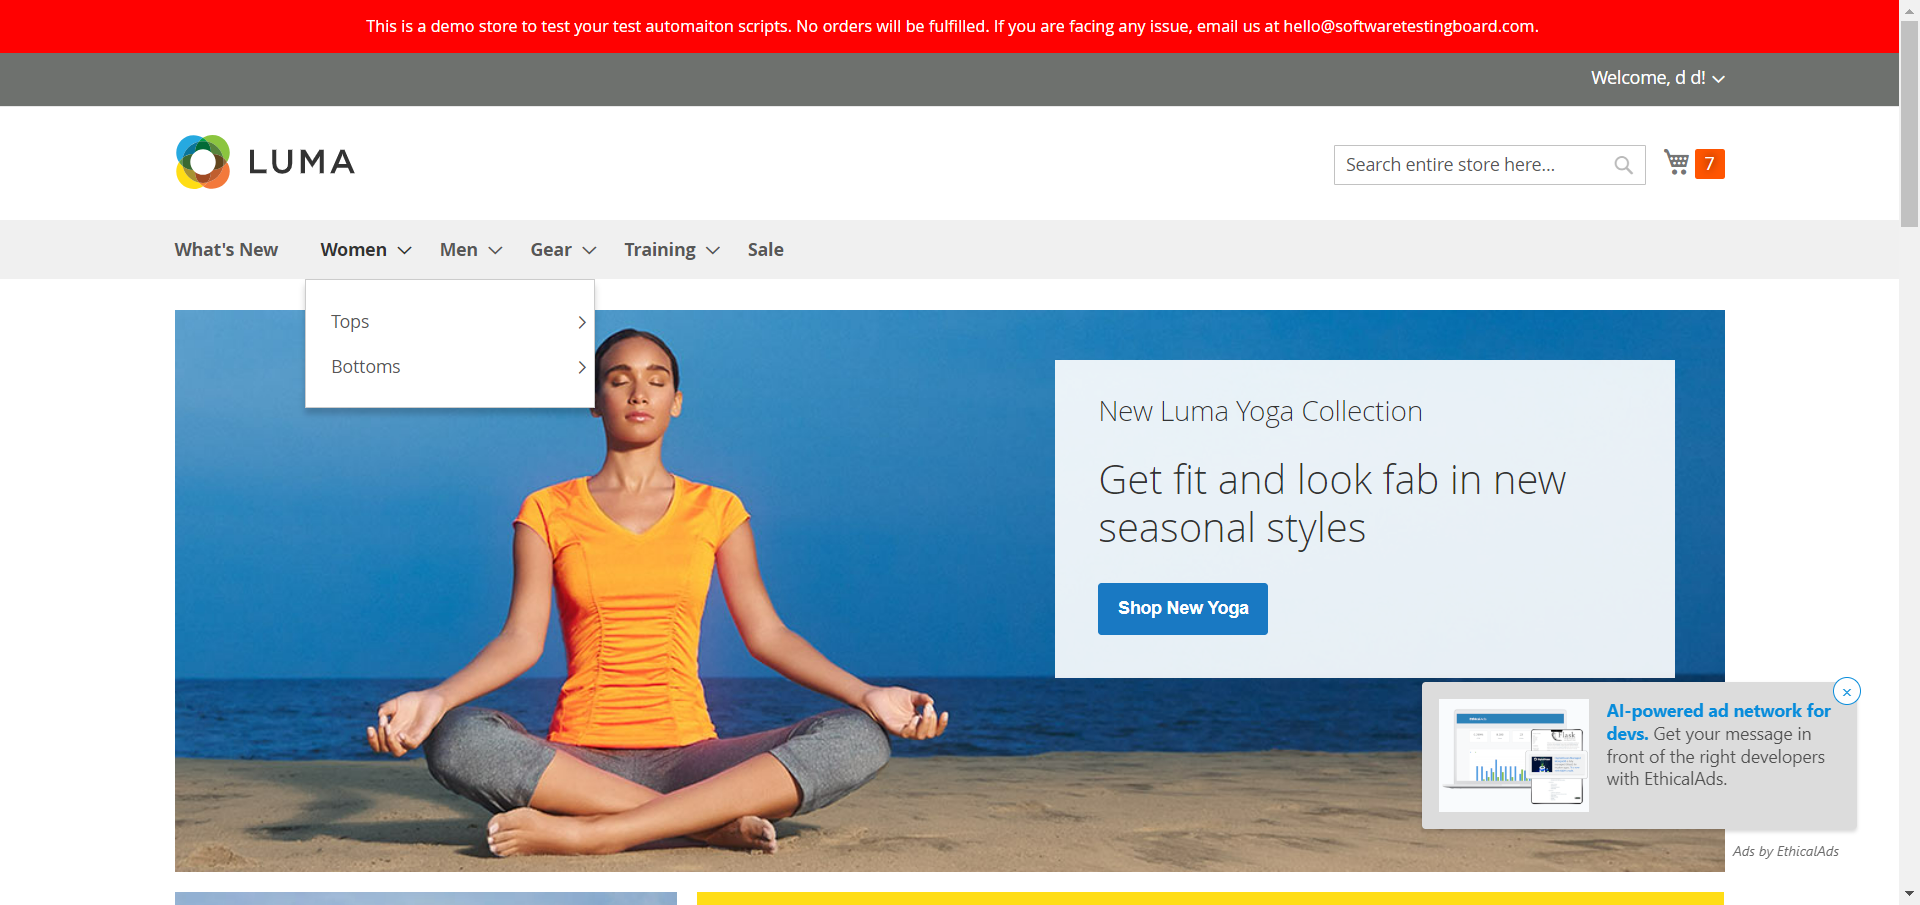 This is a demo store to test your test automaiton scripts. No orders will be fulfilled. If you are facing any issue, email us at hello@softwaretestingboard.com.
Welcome, d d!
LUMA
Search entire store here...
7
What's New
Women
Men
Gear
Training
Sale
Tops
Bottoms
New Luma Yoga Collection
Get fit and look fab in new
seasonal styles
Shop New Yoga
AI-powered ad network for
devs. Get your message in
front of the right developers
with EthicalAds.
Ads by EthicalAds